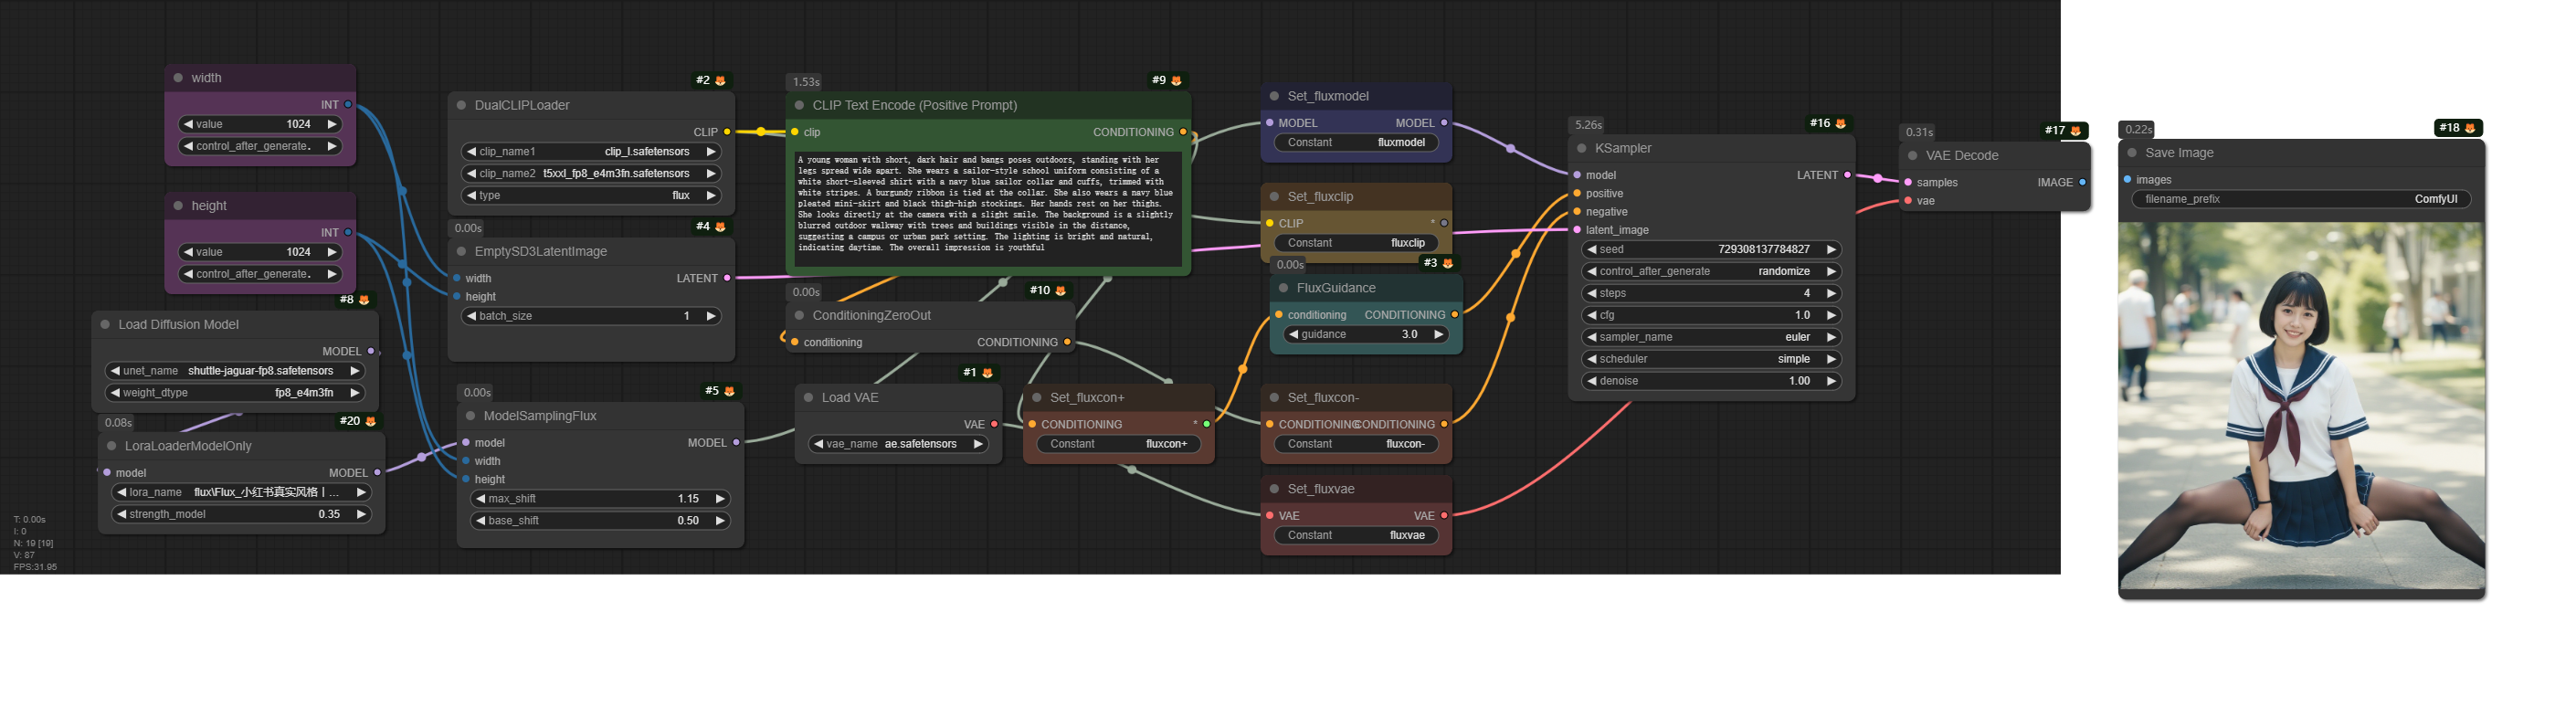 width
INT
value 1024
control_after_generate.
height
INT
value 1024
control_after_generate.
#8
Load Diffusion Model
MODEL
unet_name shuttle-jaguar-fp8.safetensors
weight_dtype fp8_e4m3fn
0.08s
#20
LoraLoaderModelOnly
model MODEL
lora_name flux\Flux_小红书真实风格丨...
strength_model 0.35
T: 0.00s
I: 0
N: 19 [19]
V: 87
FPS:31.95
#2
DualCLIPLoader
CLIP
clip_name1 clip_l.safetensors
clip_name2 t5xxl_fp8_e4m3fn.safetensors
type flux
0.00s
#4
EmptySD3LatentImage
width LATENT
height
batch_size 1
0.00s
#5
ModelSamplingFlux
model MODEL
width
height
max_shift 1.15
base_shift 0.50
1.53s
#9
CLIP Text Encode (Positive Prompt)
clip CONDITIONING
A young woman with short, dark hair and bangs poses outdoors, standing with her
legs spread wide apart. She wears a sailor-style school uniform consisting of a
white short-sleeved shirt with a navy blue sailor collar and cuffs, trimmed with
white stripes. A burgundy ribbon is tied at the collar. She also wears a navy blue
pleated mini-skirt and black thigh-high stockings. Her hands rest on her thighs.
She looks directly at the camera with a slight smile. The background is a slightly
blurred outdoor walkway with trees and buildings visible in the distance,
suggesting a campus or urban park setting. The lighting is bright and natural,
indicating daytime. The overall impression is youthful
0.00s
#10
ConditioningZeroOut
conditioning CONDITIONING
#1
Load VAE
VAE
vae_name ae.safetensors
Set_fluxcon+
CONDITIONING *
Constant fluxcon+
Set_fluxmodel
MODEL MODEL
Constant fluxmodel
Set_fluxclip
CLIP *
Constant fluxclip
0.00s
#3
FluxGuidance
conditioning CONDITIONING
guidance 3.0
Set_fluxcon-
CONDITIONING CONDITIONING
Constant fluxcon-
Set_fluxvae
VAE VAE
Constant fluxvae
5.26s
#16
KSampler
model LATENT
positive
negative
latent_image
seed 729308137784827
control_after_generate randomize
steps 4
cfg 1.0
sampler_name euler
scheduler simple
denoise 1.00
0.31s
#17
VAE Decode
samples IMAGE
vae
0.22s
#18
Save Image
images
filename_prefix ComfyUI